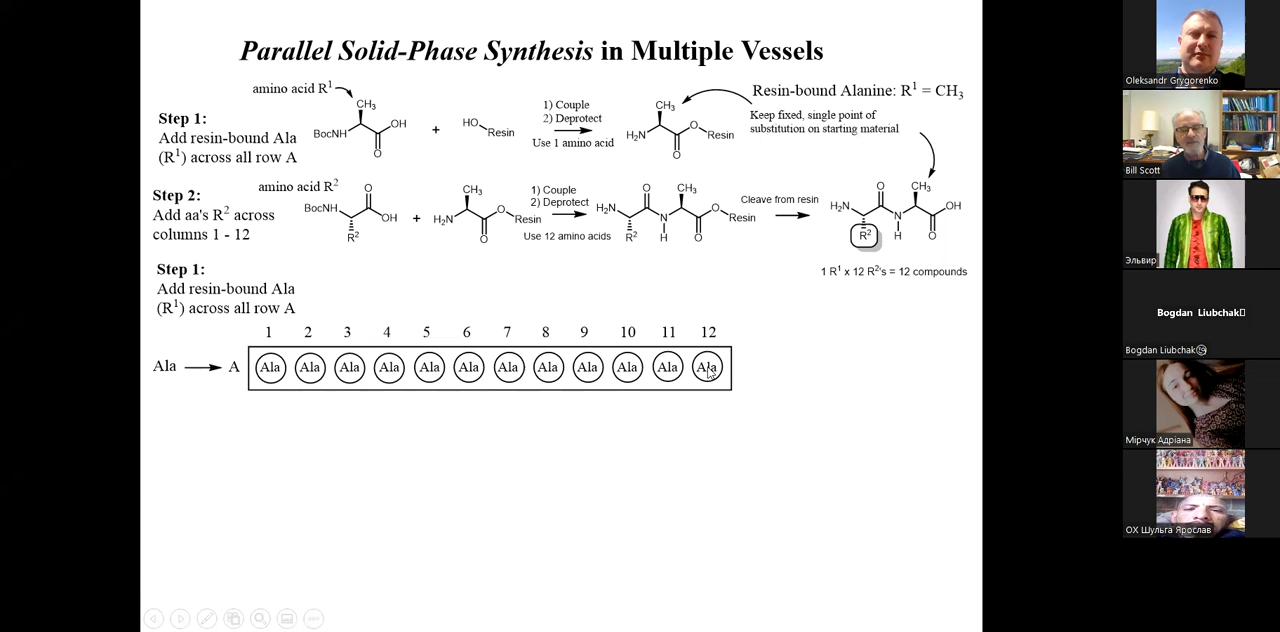 Parallel Solid-Phase Synthesis in Multiple Vessels
amino acid R¹
Step 1:
Add resin-bound Ala
(R¹) across all row A
BocNH
CH₃
OH
O
+
HO
Resin
1) Couple
2) Deprotect
Use 1 amino acid
CH₃
H₂N
O
Resin
O
Resin-bound Alanine: R¹ = CH₃
Keep fixed, single point of
substitution on starting material
Step 2:
Add aa's R² across
columns 1 - 12
amino acid R²
O
BocNH
OH
R²
+
CH₃
H₂N
O
Resin
O
1) Couple
2) Deprotect
Use 12 amino acids
O
CH₃
H₂N
N
H
R²
O
Resin
O
Cleave from resin
O
CH₃
H₂N
N
H
OH
R²
O
1 R¹ x 12 R²'s = 12 compounds
Step 1:
Add resin-bound Ala
(R¹) across all row A
1 2 3 4 5 6 7 8 9 10 11 12
Ala A Ala Ala Ala Ala Ala Ala Ala Ala Ala Ala Ala Ala
Oleksandr Grygorenko
Bill Scott
Эльвир
Bogdan Liubchak
Bogdan Liubchak
Мірчук Адріана
ОХ Шульга Ярослав